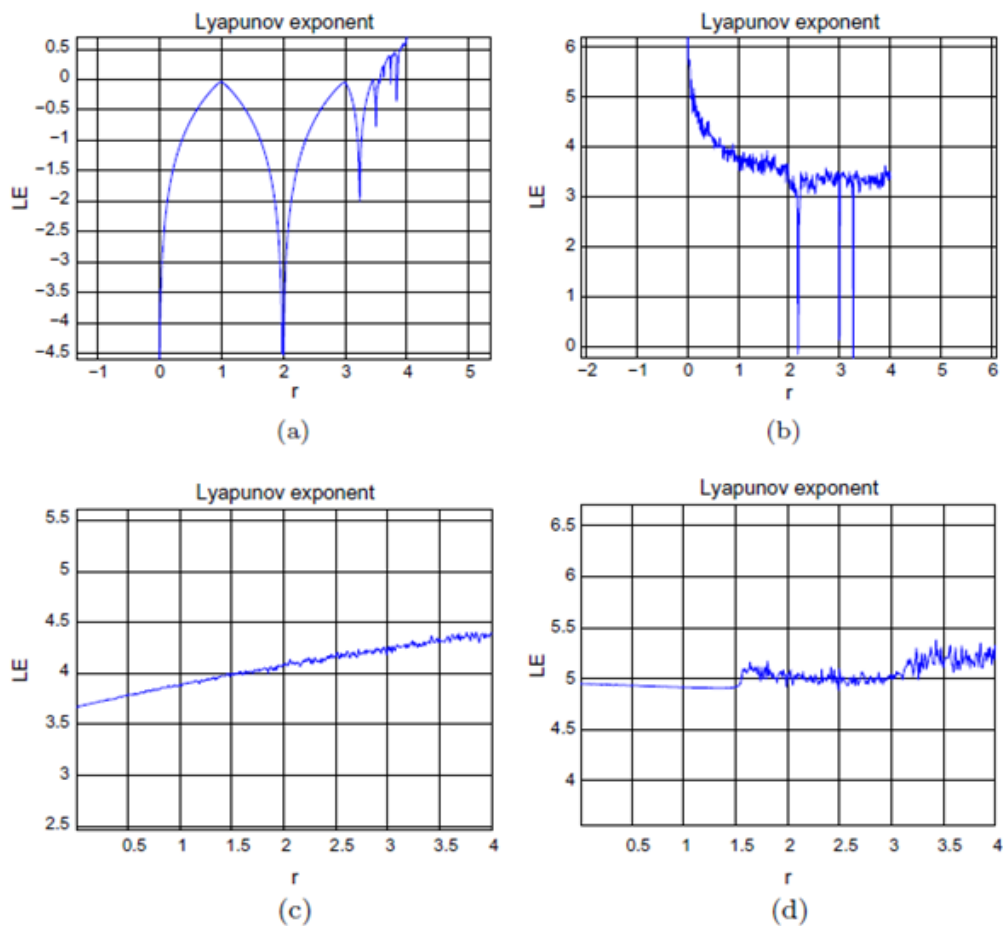 Lyapunov exponent
0.5
0
−0.5
−1
−1.5
−2
−2.5
−3
−3.5
−4
−4.5
LE
−1 0 1 2 3 4 5
r
(a)
Lyapunov exponent
6
5
4
3
2
1
0
LE
−2 −1 0 1 2 3 4 5 6
r
(b)
Lyapunov exponent
5.5
5
4.5
4
3.5
3
2.5
LE
0.5 1 1.5 2 2.5 3 3.5 4
r
(c)
Lyapunov exponent
6.5
6
5.5
5
4.5
4
LE
0.5 1 1.5 2 2.5 3 3.5 4
r
(d)